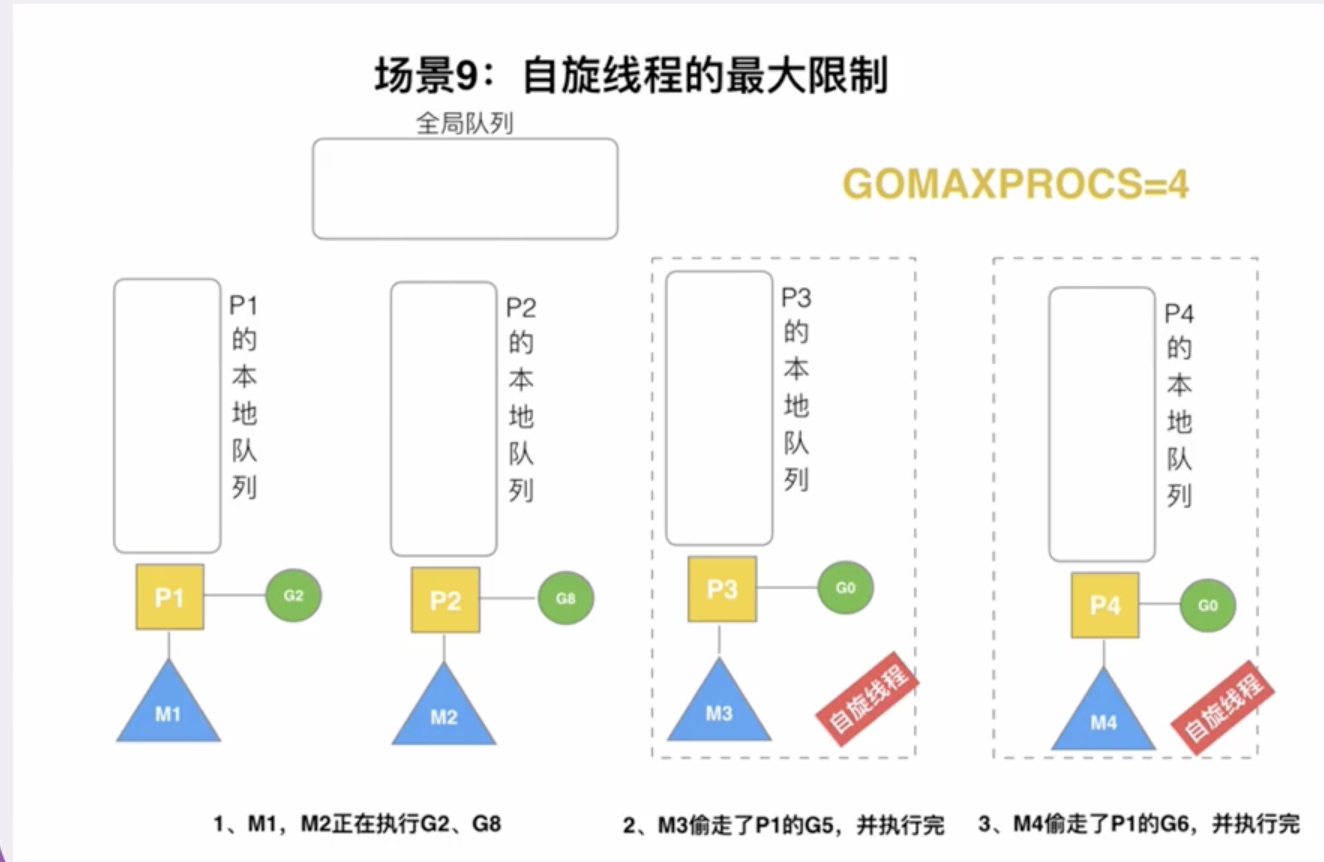 场景9：自旋线程的最大限制
全局队列
GOMAXPROCS=4
P1的本地队列
P2的本地队列
P3的本地队列
P4的本地队列
P1
G2
P2
G8
P3
G0
P4
G0
M1
M2
M3
自旋线程
M4
自旋线程
1、M1，M2正在执行G2、G8
2、M3偷走了P1的G5，并执行完
3、M4偷走了P1的G6，并执行完